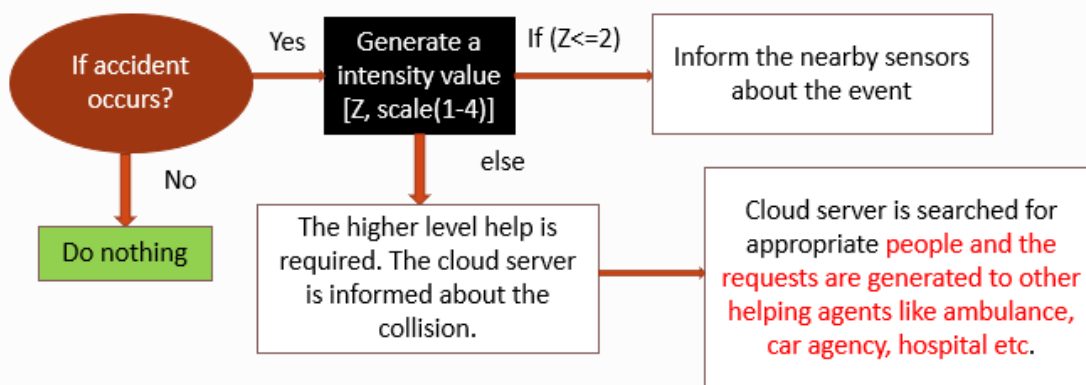 If accident
occurs?
Yes
Generate a
intensity value
[Z, scale(1-4)]
If (Z<=2)
Inform the nearby sensors
about the event
No
Do nothing
else
The higher level help is
required. The cloud server
is informed about the
collision.
Cloud server is searched for
appropriate people and the
requests are generated to other
helping agents like ambulance,
car agency, hospital etc.